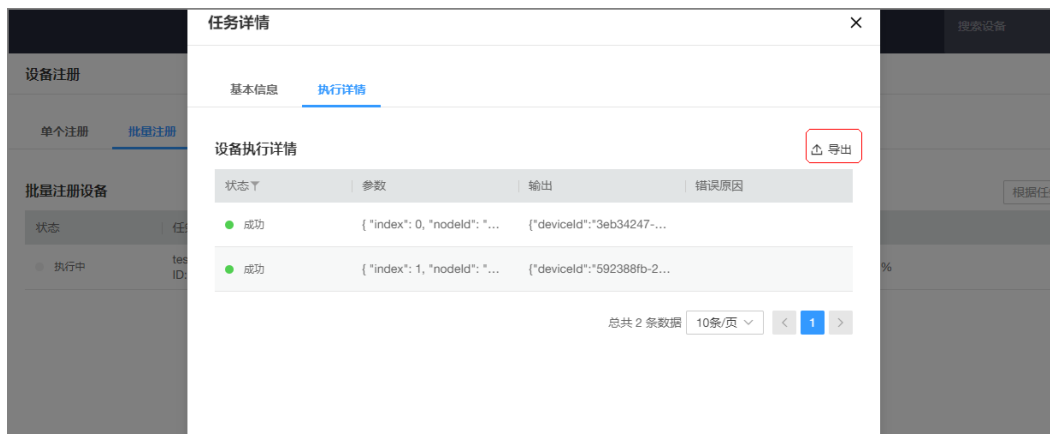 任务详情
搜索设备
设备注册
基本信息 执行详情
单个注册 批量注册
设备执行详情 导出
批量注册设备 根据任
状态 参数 输出 错误原因
状态
成功 { "index": 0, "nodeId": "... {"deviceId":"3eb34247-...
执行中 tes
ID:
成功 { "index": 1, "nodeId": "... {"deviceId":"592388fb-2... %
总共 2 条数据 10条/页 < 1 >